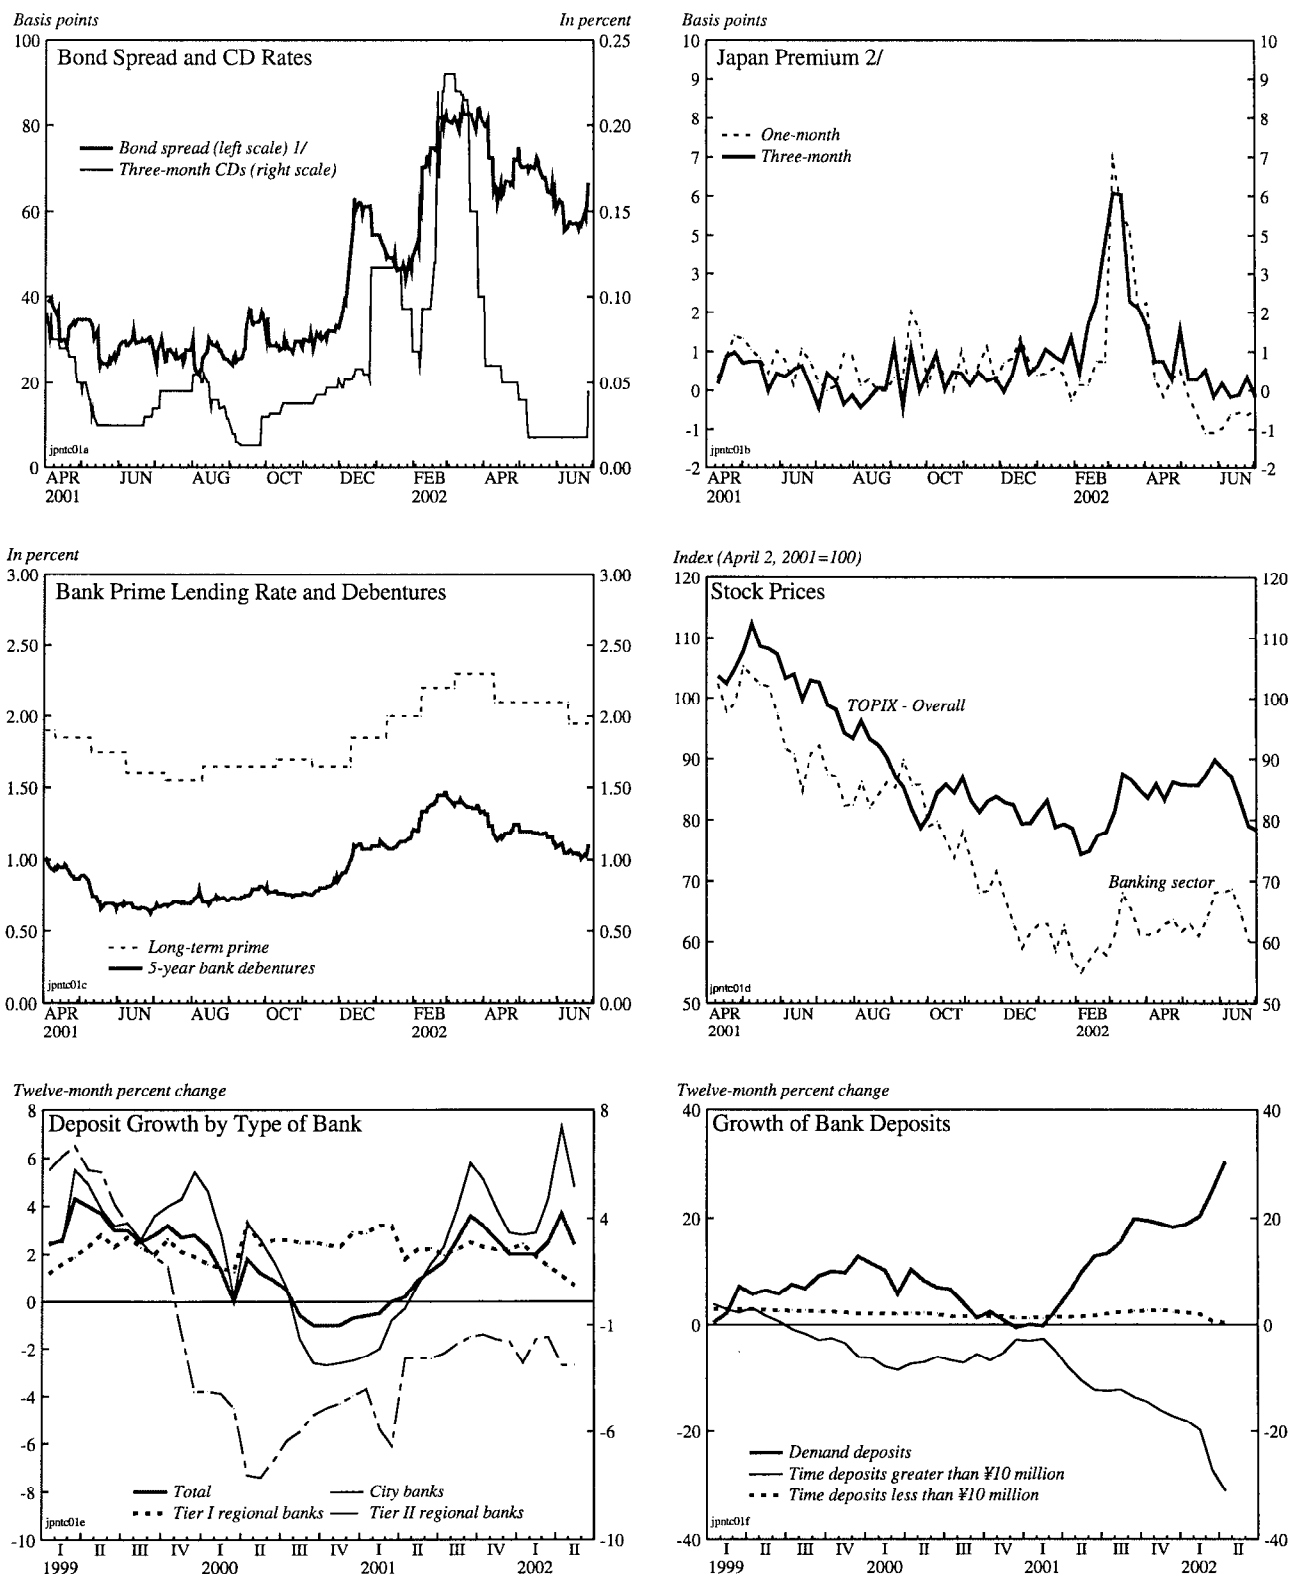 Basis points
In percent
Bond Spread and CD Rates
100
80
60
40
20
0
0.25
0.20
0.15
0.10
0.05
0.00
Bond spread (left scale) 1/
Three-month CDs (right scale)
jpntc01a
APR JUN AUG OCT DEC FEB APR JUN
2001 2002
Basis points
Japan Premium 2/
10 10
9 9
8 8
7 7
6 6
5 5
3 3
2 2
1 1
0 0
-1 -1
-2 -2
One-month
Three-month
jpntc01b
APR JUN AUG OCT DEC FEB APR JUN
2001 2002
In percent
Bank Prime Lending Rate and Debentures
3.00 3.00
2.50 2.50
2.00 2.00
1.50 1.50
1.00 1.00
0.50 0.50
0.00 0.00
Long-term prime
5-year bank debentures
jpntc01c
APR JUN AUG OCT DEC FEB APR JUN
2001 2002
Index (April 2, 2001=100)
Stock Prices
120 120
110 110
100 100
90 90
80 80
70 70
60 60
50 50
TOPIX - Overall
Banking sector
jpntc01d
APR JUN AUG OCT DEC FEB APR JUN
2001 2002
Twelve-month percent change
Deposit Growth by Type of Bank
8
6
4
2
0
-2
-4
-6
-8
-10
8
4
-1
-6
-10
Total
City banks
Tier I regional banks
Tier II regional banks
jpntc01e
I II III IV I II III IV I II III IV I II
1999 2000 2001 2002
Twelve-month percent change
Growth of Bank Deposits
40 40
20 20
0 0
-20 -20
-40 -40
Demand deposits
Time deposits greater than ¥10 million
Time deposits less than ¥10 million
jpntc01f
I II III IV I II III IV I II III IV I II
1999 2000 2001 2002